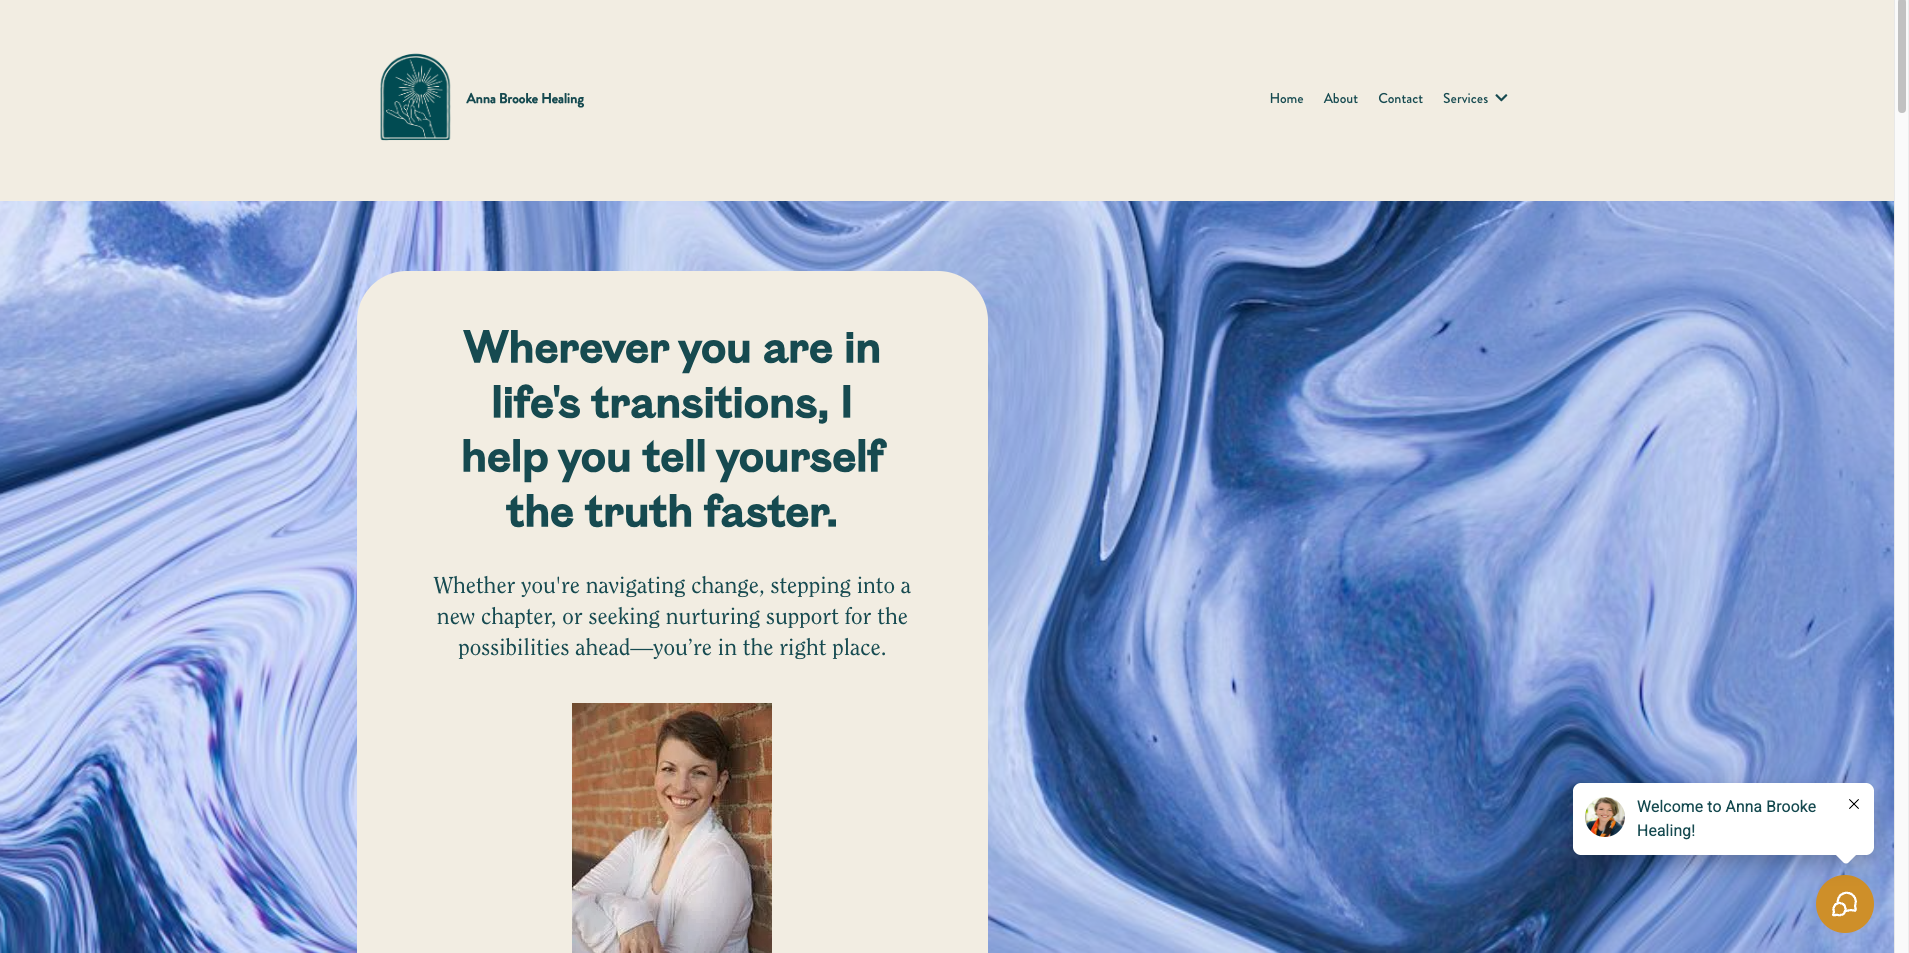 Anna Brooke Healing
Home About Contact Services
Wherever you are in
life's transitions, I
help you tell yourself
the truth faster.
Whether you're navigating change, stepping into a
new chapter, or seeking nurturing support for the
possibilities ahead—you’re in the right place.
Welcome to Anna Brooke
Healing!